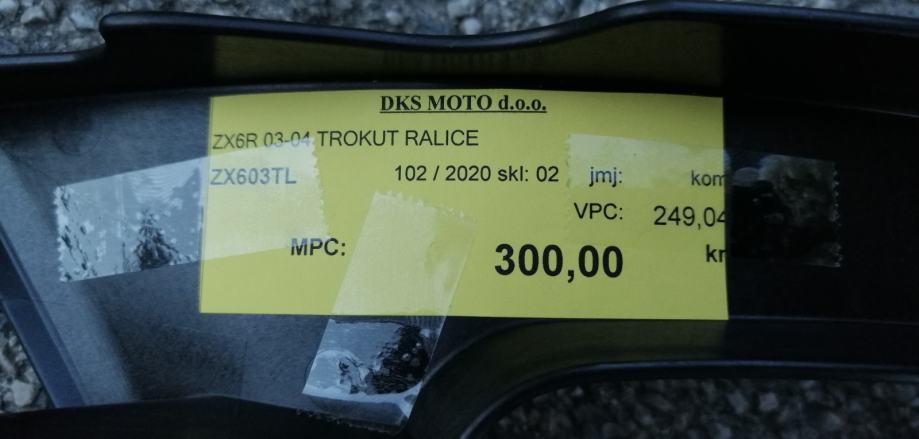 DKS MOTO d.o.o.
ZX6R 03-04 TROKUT RALICE
ZX603TL 102 / 2020 skl: 02 jmj: kom
VPC: 249,04
MPC: 300,00 kn